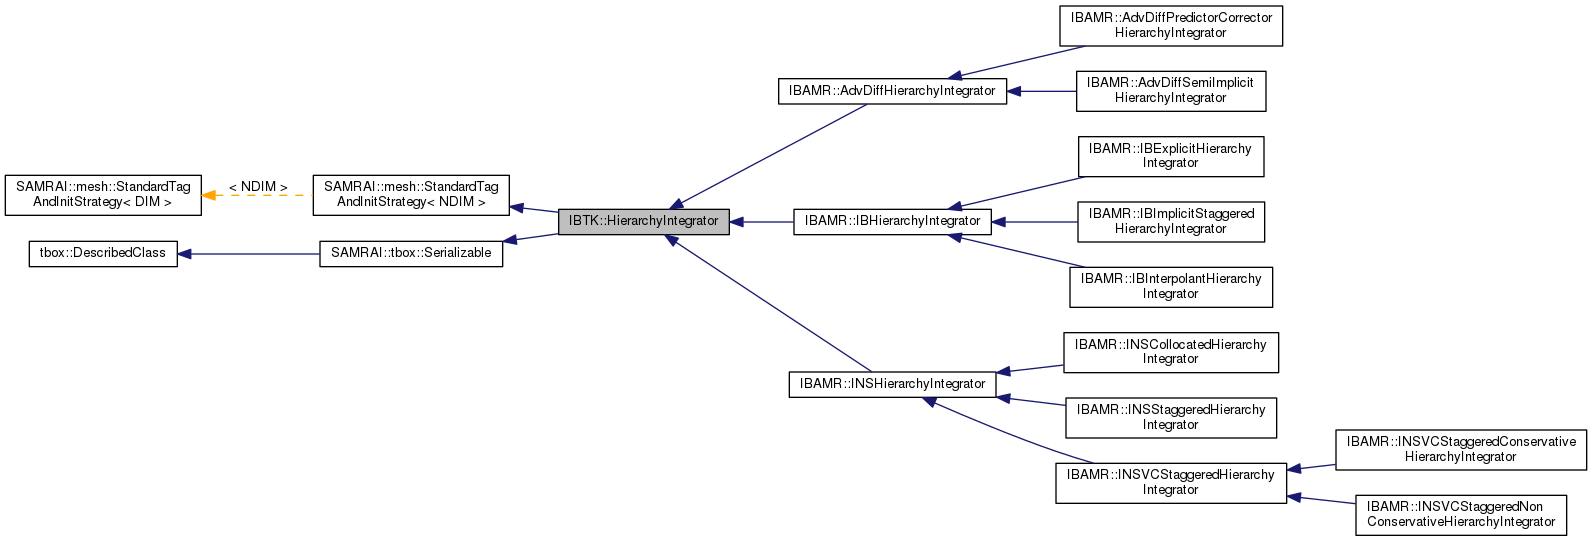 IBAMR::AdvDiffPredictorCorrector
HierarchyIntegrator
IBAMR::AdvDiffHierarchyIntegrator
IBAMR::AdvDiffSemiImplicit
HierarchyIntegrator
IBAMR::IBExplicitHierarchy
Integrator
SAMRAI::mesh::StandardTag
AndInitStrategy< DIM >
< NDIM >
SAMRAI::mesh::StandardTag
AndInitStrategy< NDIM >
IBTK::HierarchyIntegrator
IBAMR::IBHierarchyIntegrator
IBAMR::IBImplicitStaggered
HierarchyIntegrator
tbox::DescribedClass
SAMRAI::tbox::Serializable
IBAMR::IBInterpolantHierarchy
Integrator
IBAMR::INSCollocatedHierarchy
Integrator
IBAMR::INSHierarchyIntegrator
IBAMR::INSStaggeredHierarchy
Integrator
IBAMR::INSVCStaggeredConservative
HierarchyIntegrator
IBAMR::INSVCStaggeredHierarchy
Integrator
IBAMR::INSVCStaggeredNon
ConservativeHierarchyIntegrator